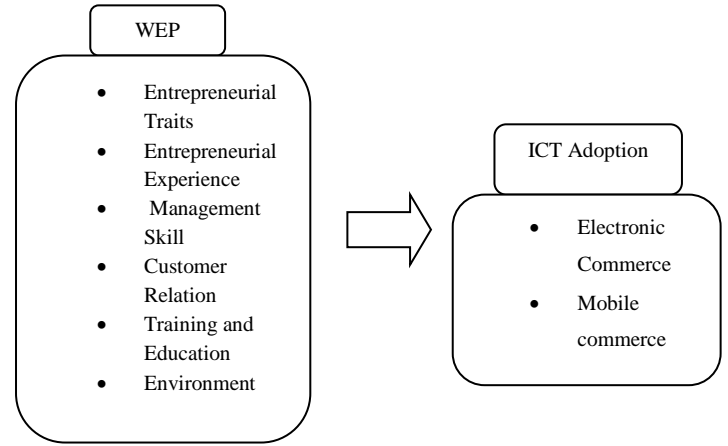 WEP
• Entrepreneurial
Traits
• Entrepreneurial
Experience
• Management
Skill
• Customer
Relation
• Training and
Education
• Environment
ICT Adoption
• Electronic
Commerce
• Mobile
commerce